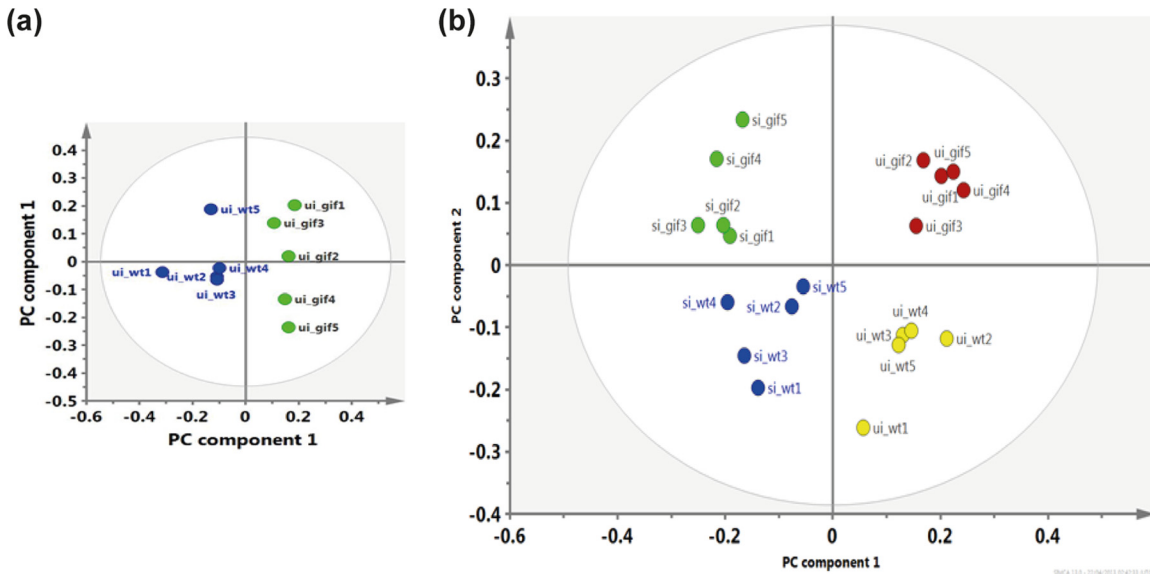 (a)
(b)
PC component 1
0.4
0.3
0.2
0.1
0
-0.1
-0.2
-0.3
-0.4
-0.5
-0.6
-0.4
-0.2
0
0.2
0.4
PC component 1
ui_wt5
ui_gif1
ui_gif3
ui_gif2
ui_wt1
ui_wt2
ui_wt4
ui_wt3
ui_gif4
ui_gif5
PC component 2
0.3
0.2
0.1
0
-0.1
-0.2
-0.3
-0.4
-0.6
-0.4
-0.2
0
0.2
0.4
PC component 1
si_gif5
si_gif4
si_gif2
si_gif3
si_gif1
ui_gif2
ui_gif5
ui_gif1
ui_gif4
ui_gif3
si_wt5
si_wt4
si_wt2
si_wt3
si_wt1
ui_wt4
ui_wt3
ui_wt2
ui_wt5
ui_wt1